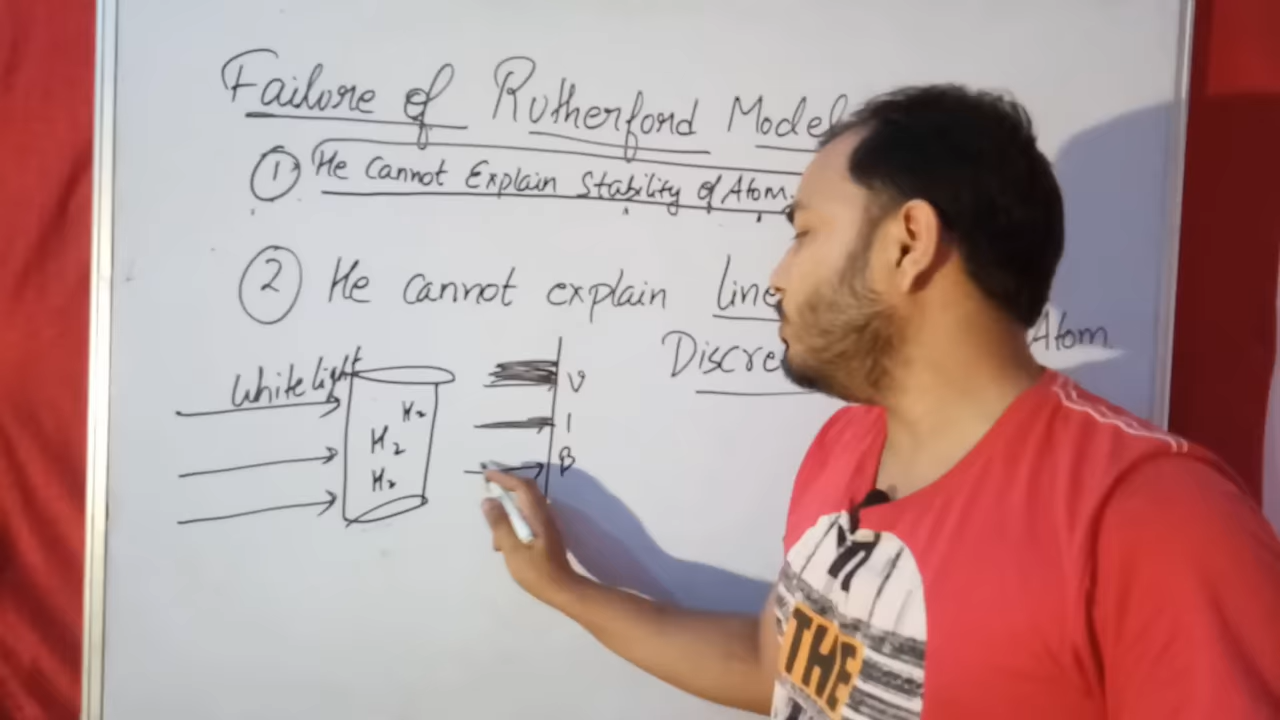 Failure of Rutherford Model
① He Cannot Explain Stability of Atom.
② He cannot explain line
Atom
White light
V
H₂
I
H₂
B
H₂
THE